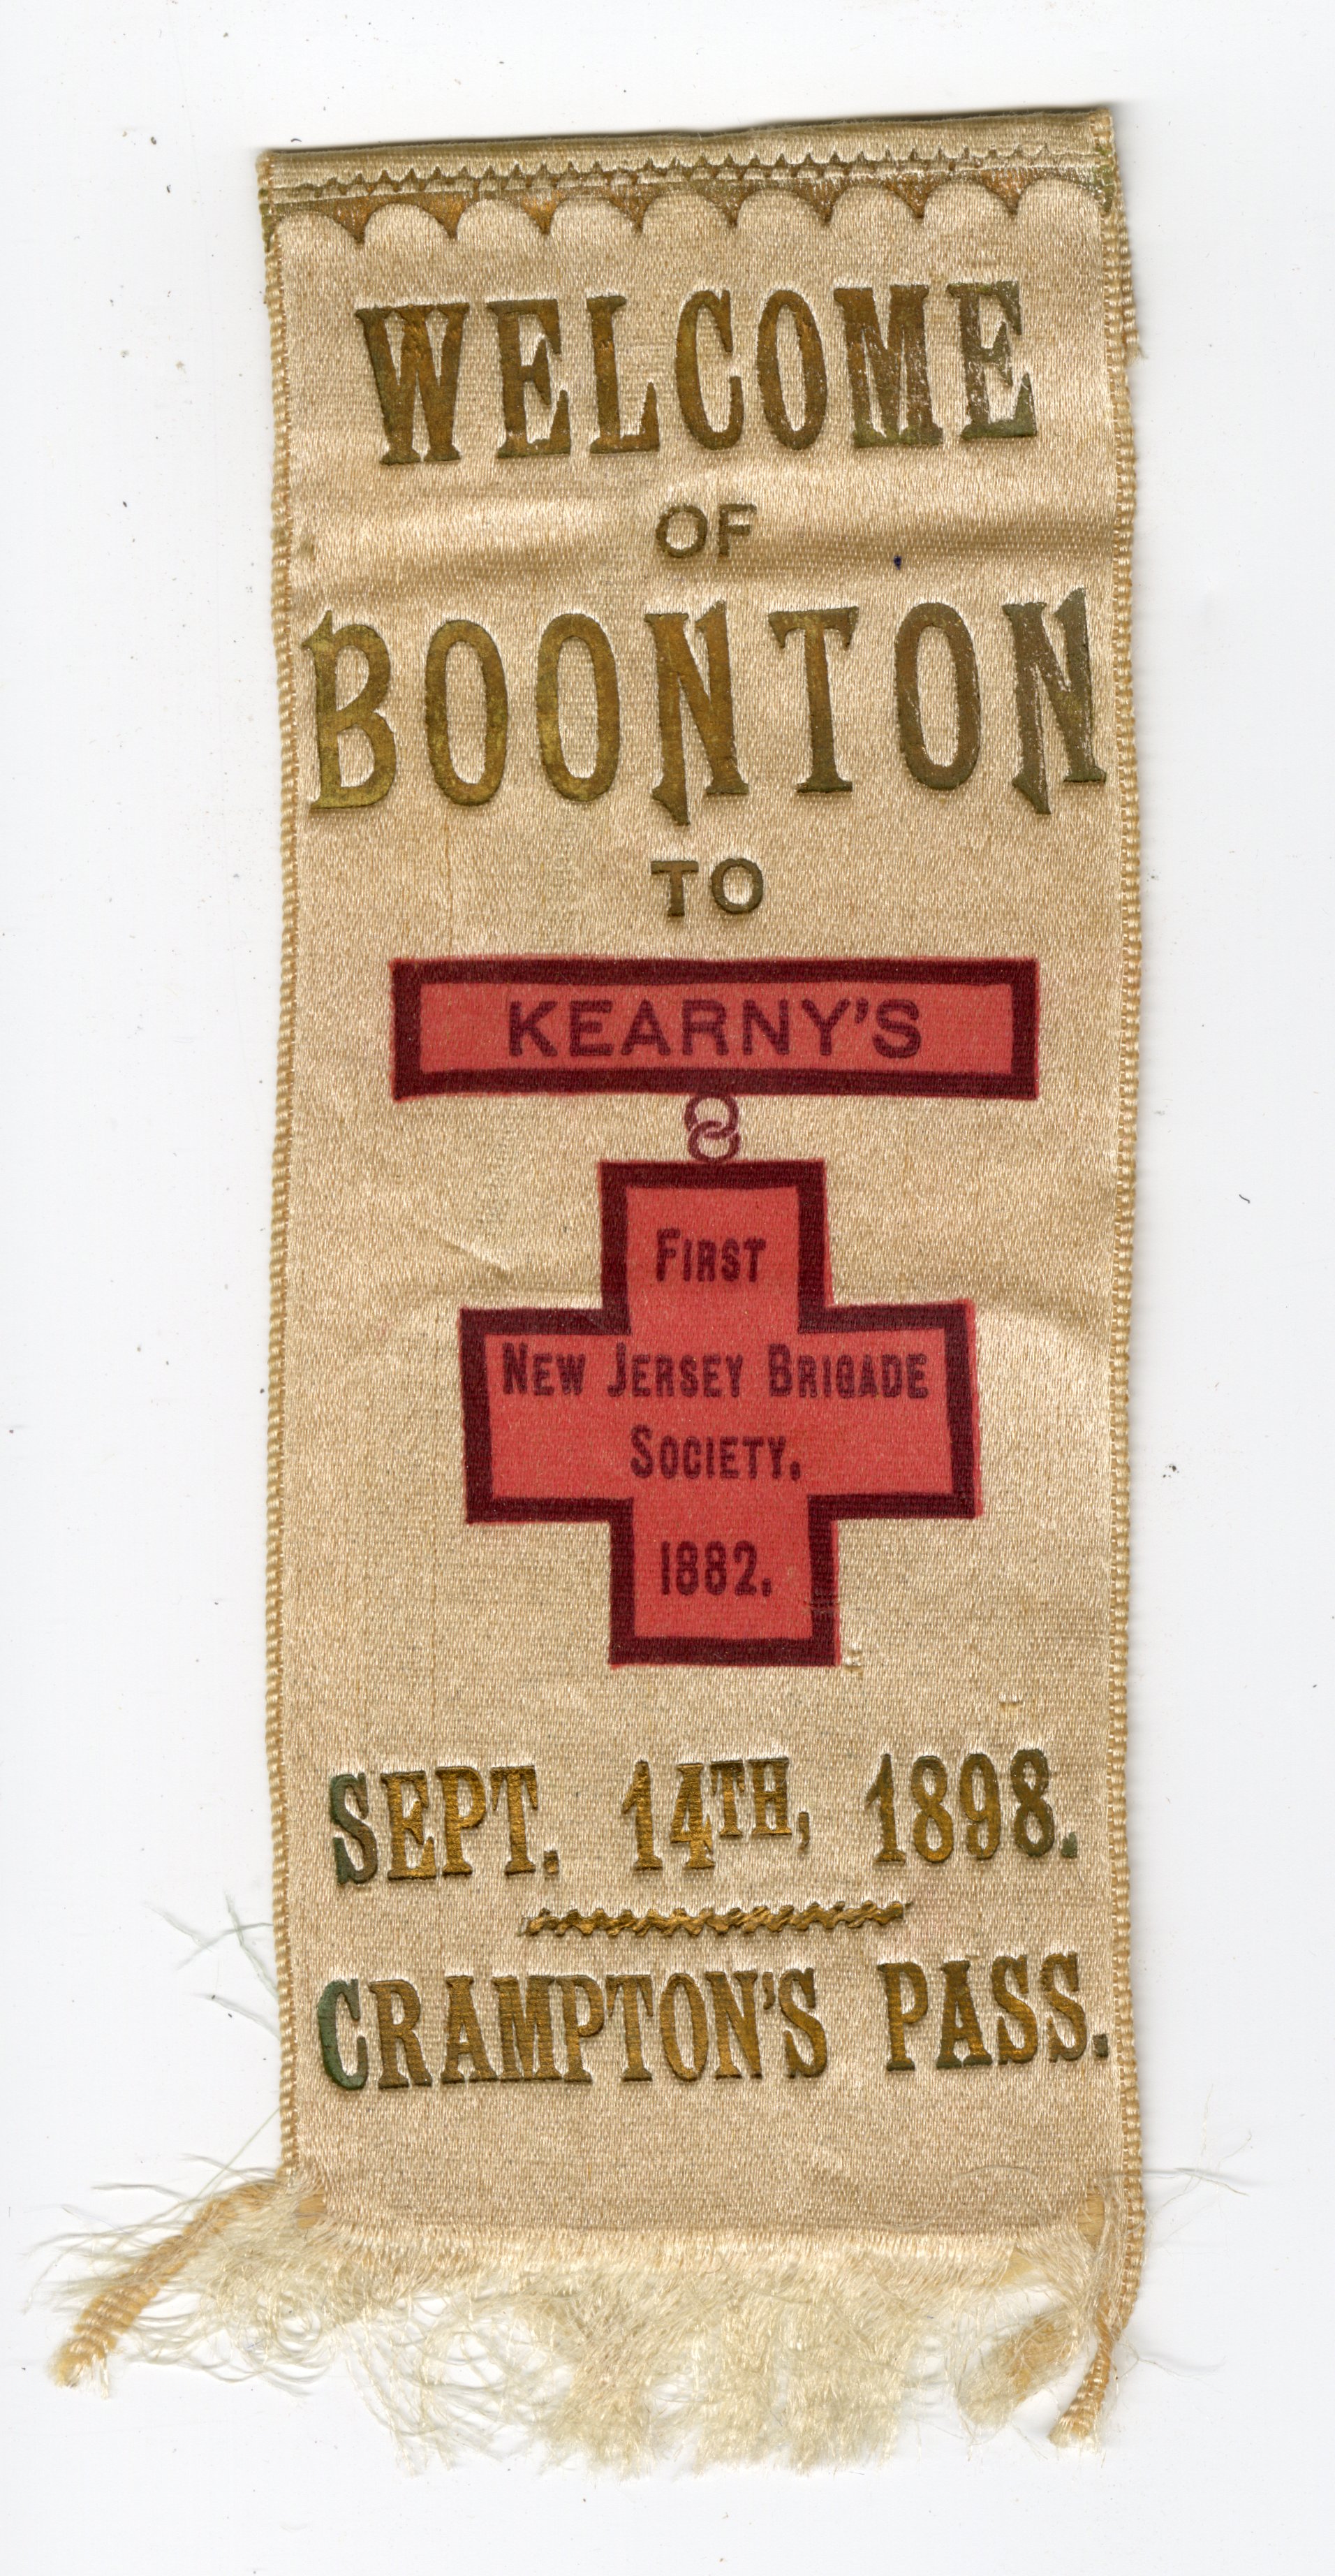 WELCOME
OF
BOONTON
TO
KEARNY'S
FIRST
NEW JERSEY BRIGADE
SOCIETY.
1882.
SEPT. 14TH, 1898.
CRAMPTON'S PASS.